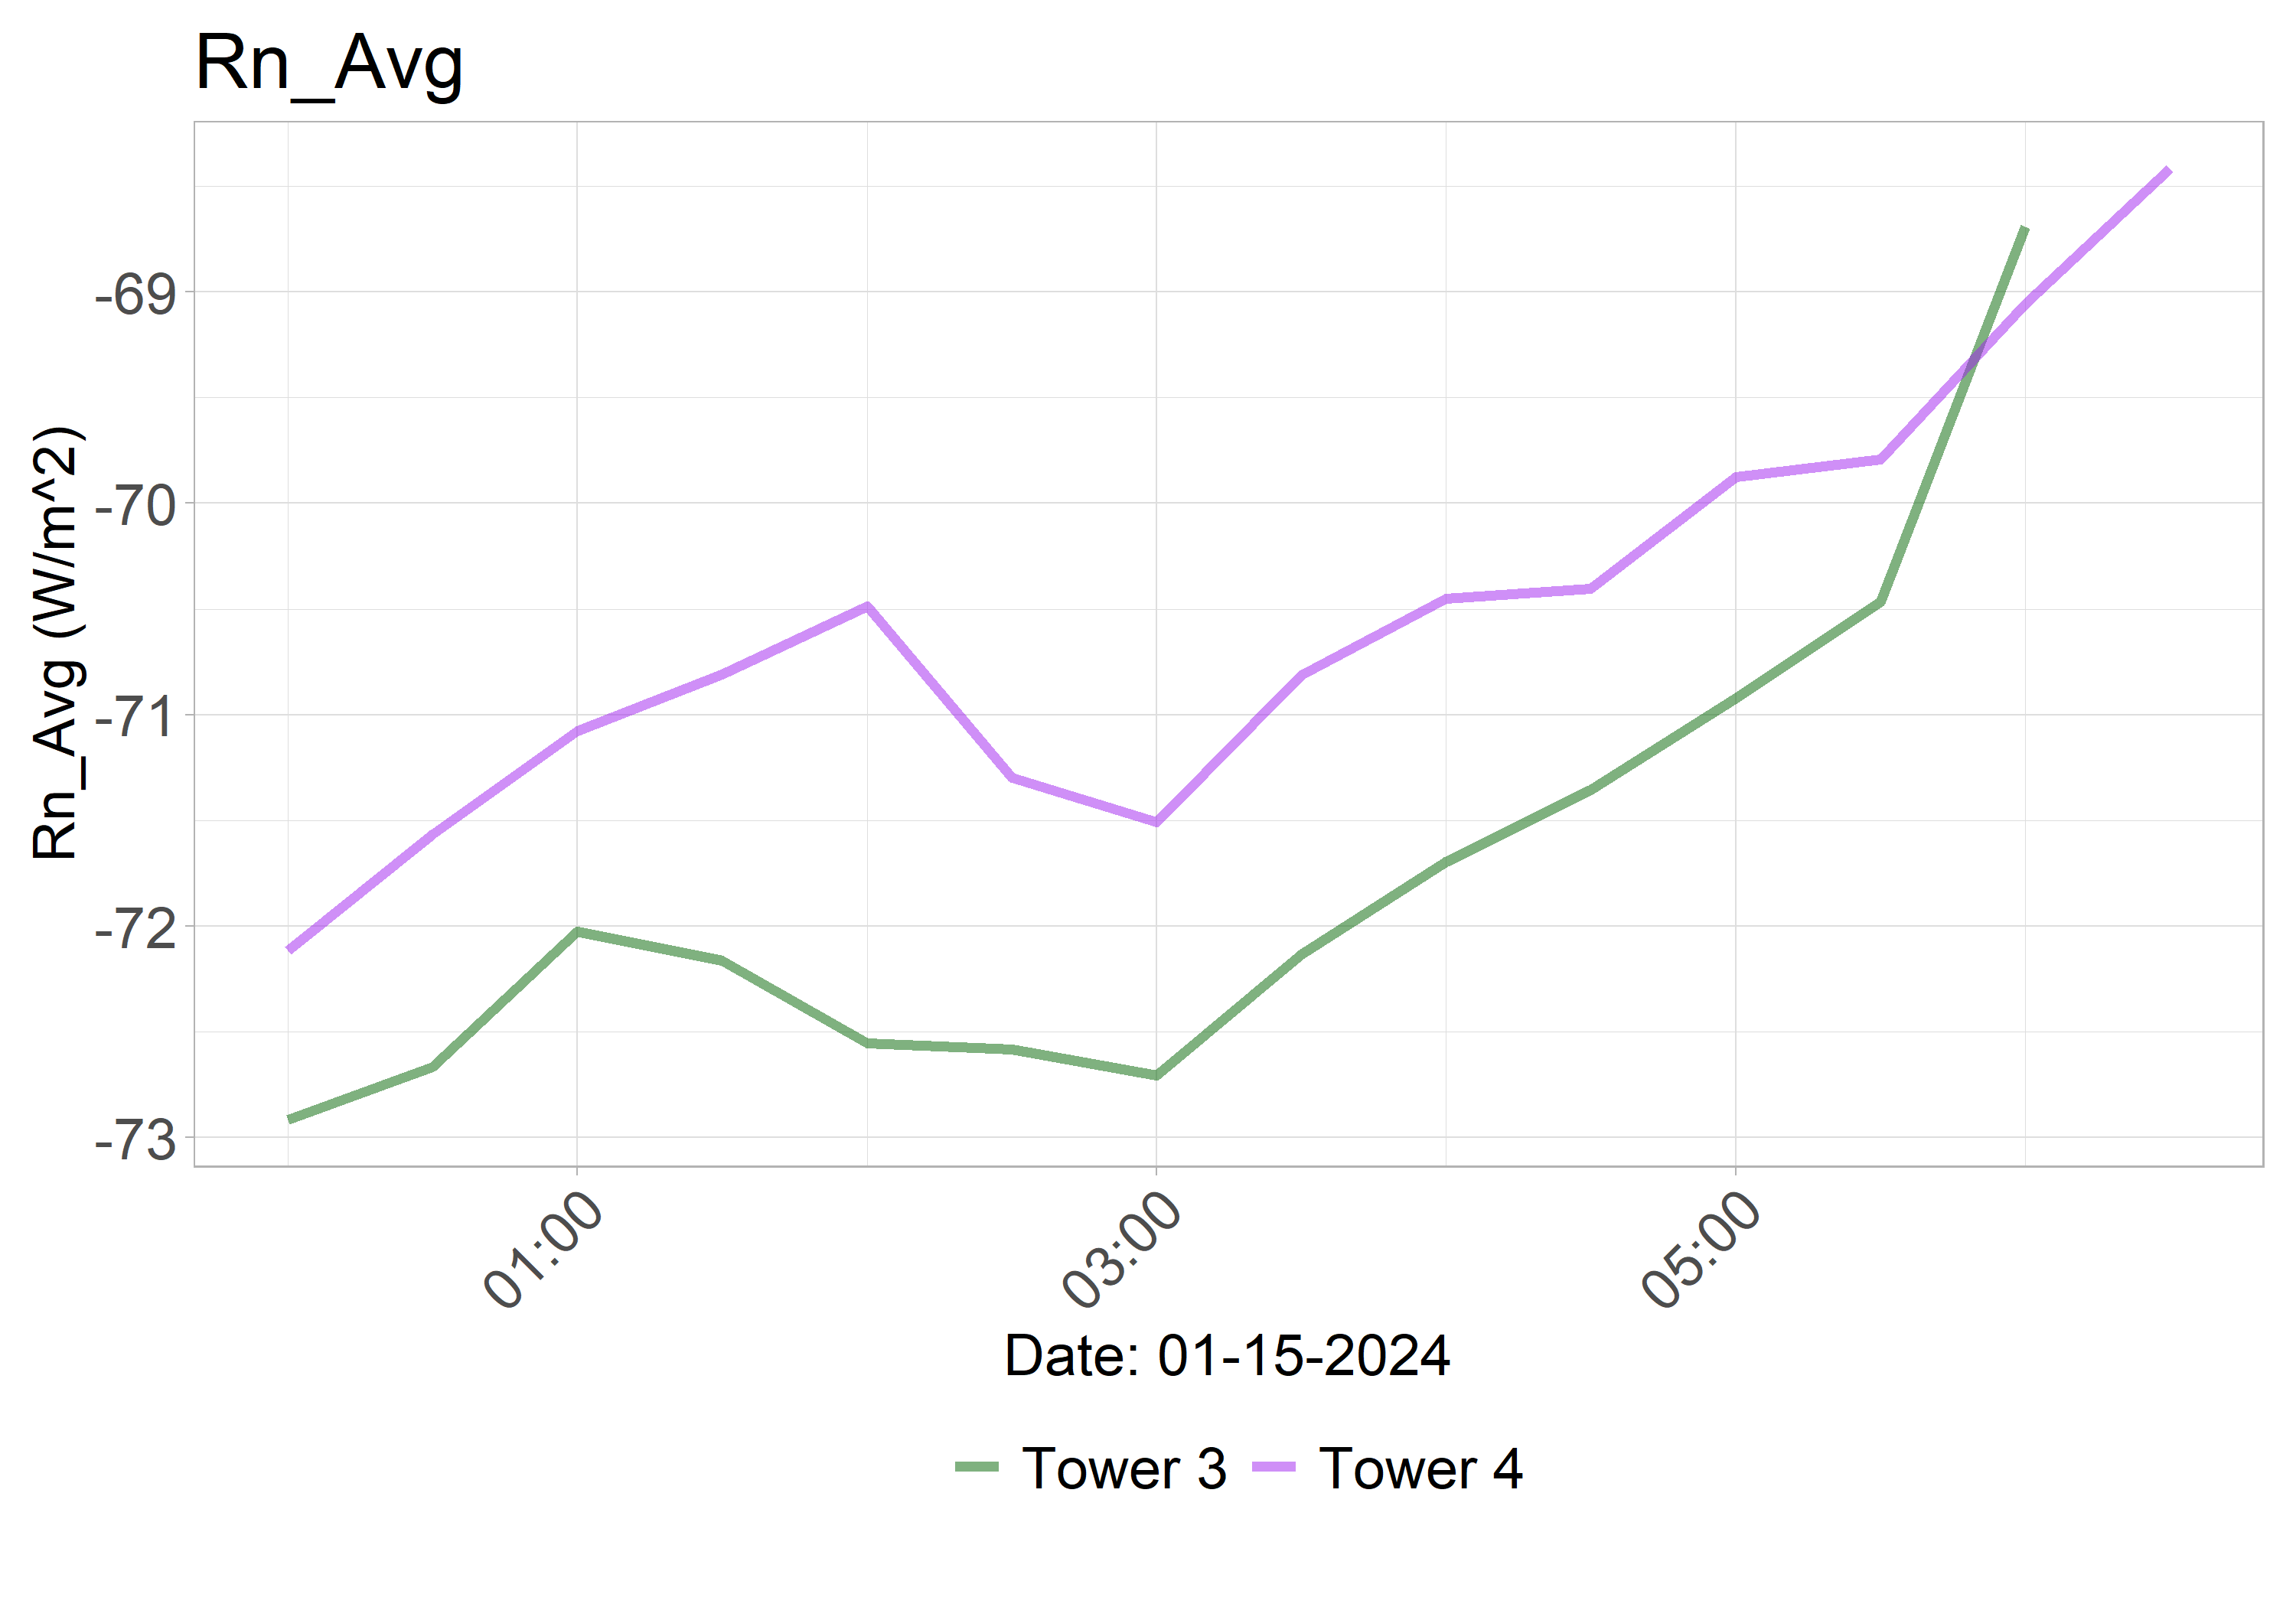 Rn_Avg
Rn_Avg (W/m^2)
-69
-70
-71
-72
-73
01:00
03:00
05:00
Date: 01-15-2024
Tower 3
Tower 4